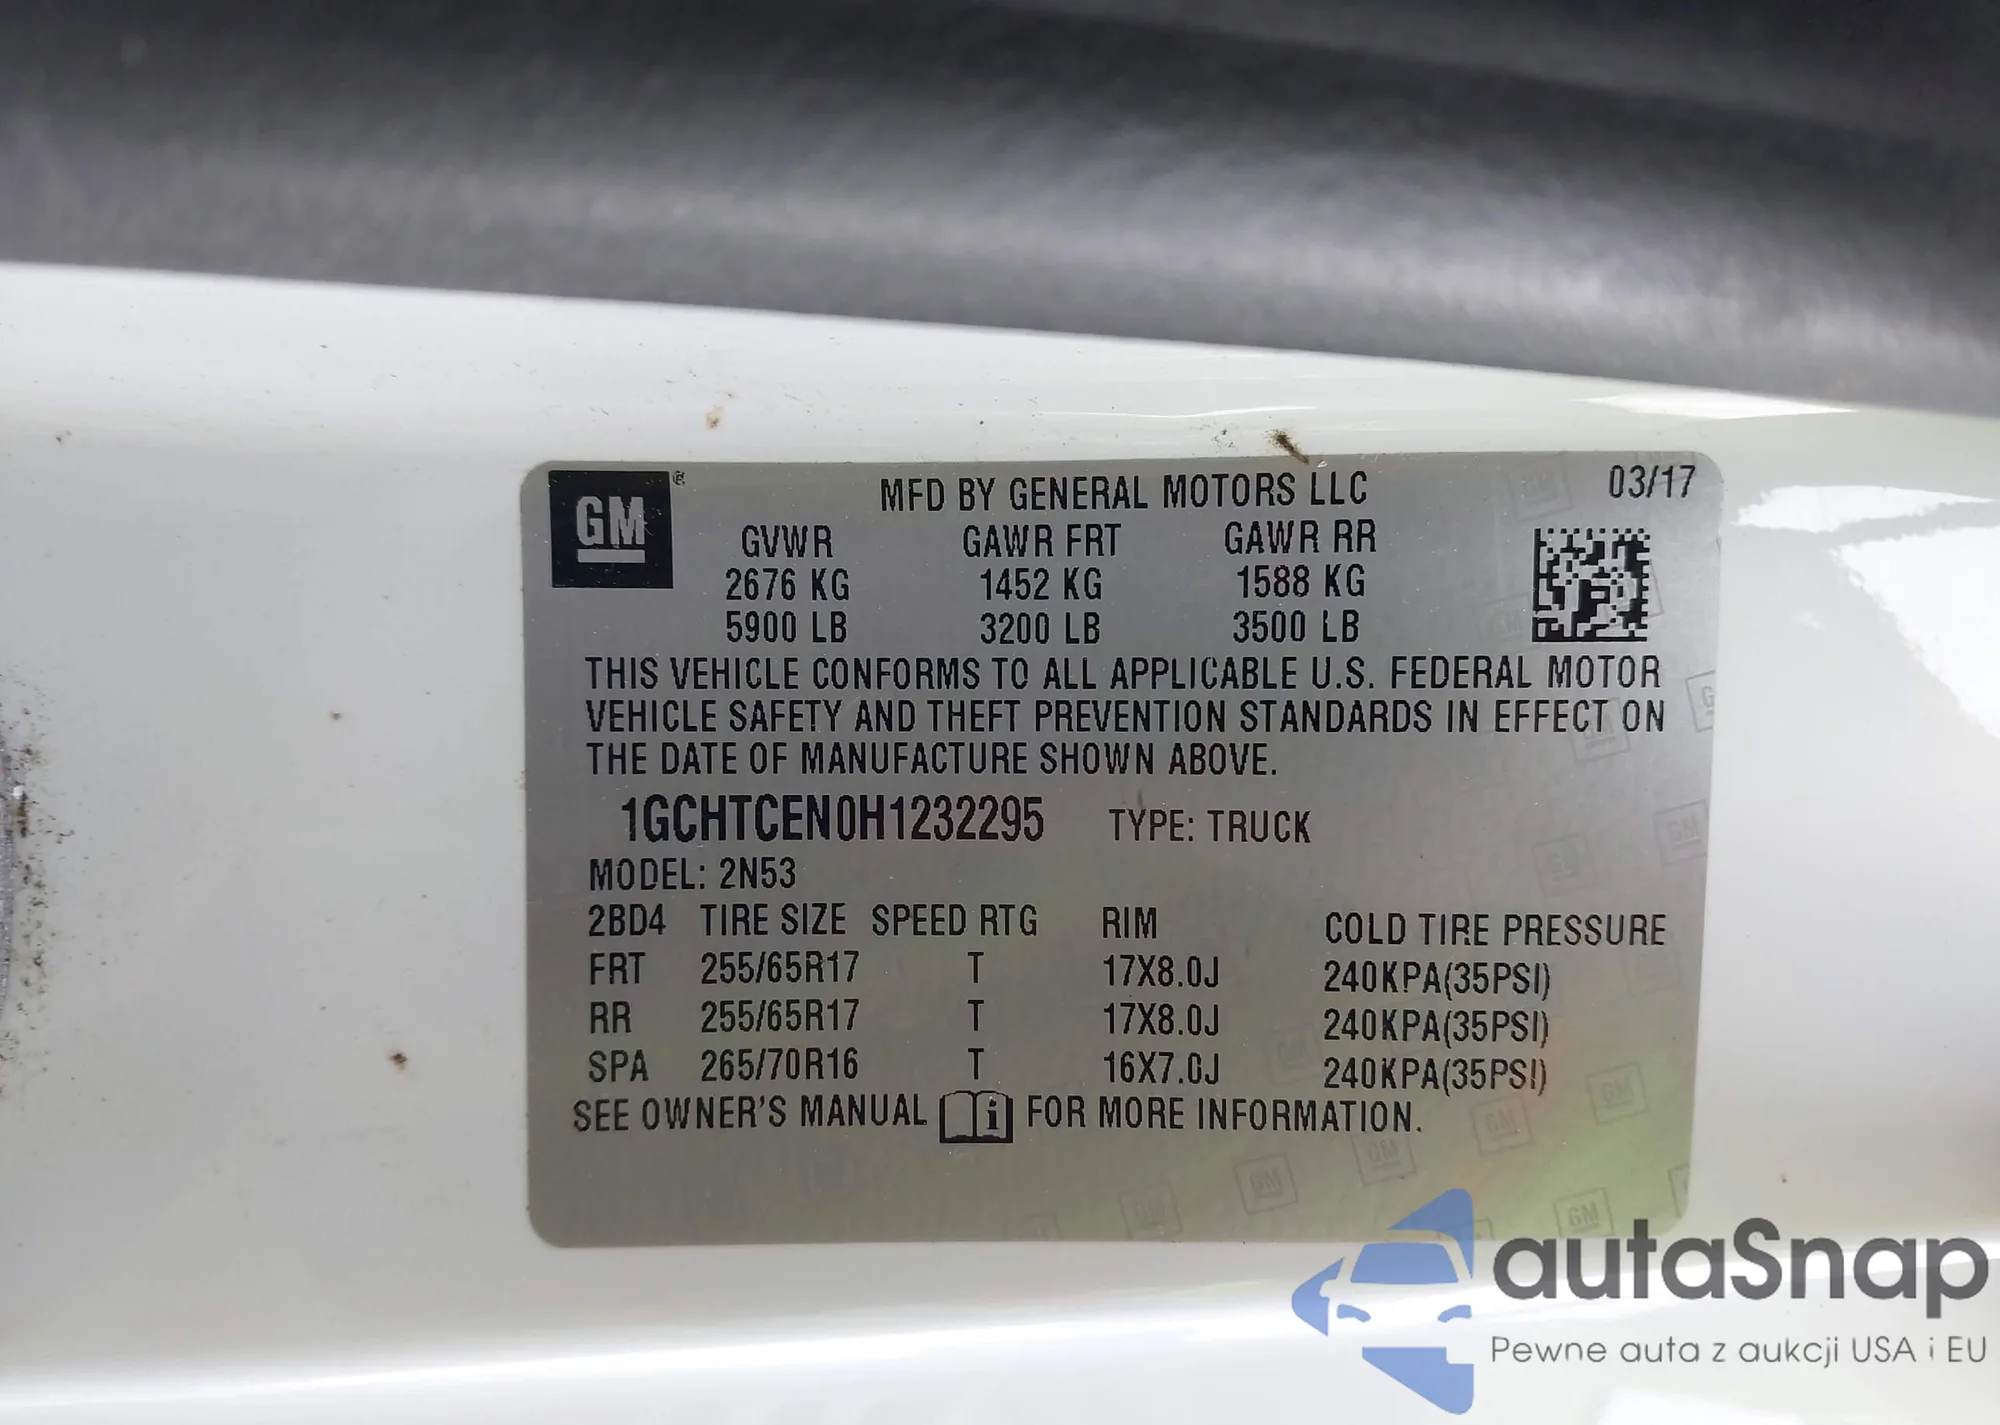 GM ®
MFD BY GENERAL MOTORS LLC 03/17
GVWR GAWR FRT GAWR RR
2676 KG 1452 KG 1588 KG
5900 LB 3200 LB 3500 LB
THIS VEHICLE CONFORMS TO ALL APPLICABLE U.S. FEDERAL MOTOR
VEHICLE SAFETY AND THEFT PREVENTION STANDARDS IN EFFECT ON
THE DATE OF MANUFACTURE SHOWN ABOVE.
1GCHTCEN0H1232295 TYPE: TRUCK
MODEL: 2N53
2BD4 TIRE SIZE SPEED RTG RIM COLD TIRE PRESSURE
FRT 255/65R17 T 17X8.0J 240KPA(35PSI)
RR 255/65R17 T 17X8.0J 240KPA(35PSI)
SPA 265/70R16 T 16X7.0J 240KPA(35PSI)
SEE OWNER'S MANUAL i FOR MORE INFORMATION.
autaSnap
Pewne auta z aukcji USA i EU